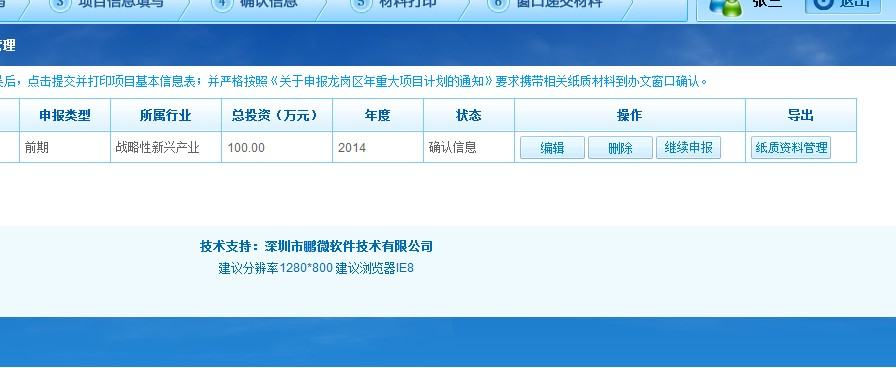 3 项目信息填写 4 确认信息 5 材料打印 6 窗口递交材料 张三 退出
管理
后，点击提交并打印项目基本信息表；并严格按照《关于申报龙岗区年重大项目计划的通知》要求携带相关纸质材料到办文窗口确认。
申报类型 所属行业 总投资（万元） 年度 状态 操作 导出
前期 战略性新兴产业 100.00 2014 确认信息 编辑 删除 继续申报 纸质资料管理
技术支持：深圳市鹏微软件技术有限公司
建议分辨率1280*800 建议浏览器IE8